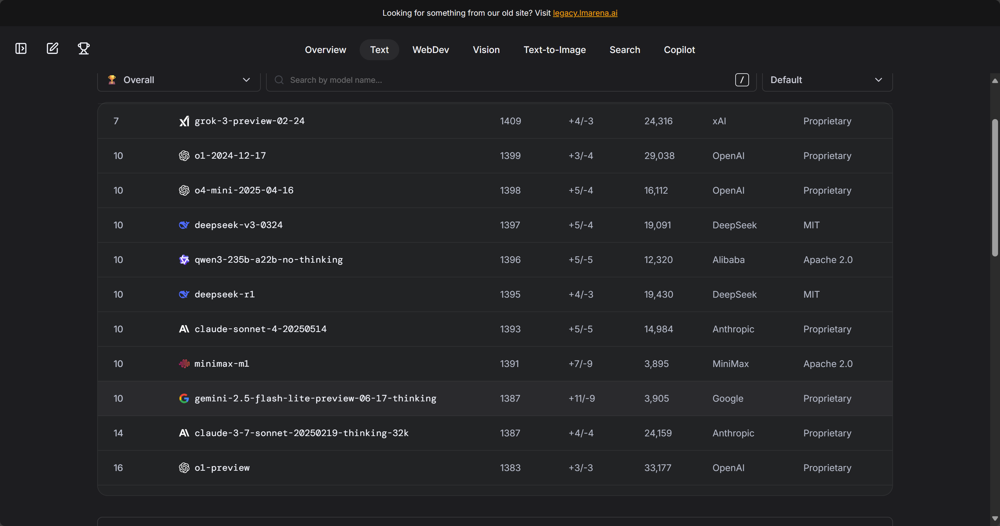 Looking for something from our old site? Visit legacy.lmarena.ai
Overview Text WebDev Vision Text-to-Image Search Copilot
Overall Search by model name... / Default
7 grok-3-preview-02-24 1409 +4/-3 24,316 xAI Proprietary
10 o1-2024-12-17 1399 +3/-4 29,038 OpenAI Proprietary
10 o4-mini-2025-04-16 1398 +5/-4 16,112 OpenAI Proprietary
10 deepseek-v3-0324 1397 +5/-4 19,091 DeepSeek MIT
10 qwen3-235b-a22b-no-thinking 1396 +5/-5 12,320 Alibaba Apache 2.0
10 deepseek-r1 1395 +4/-3 19,430 DeepSeek MIT
10 claude-sonnet-4-20250514 1393 +5/-5 14,984 Anthropic Proprietary
10 minimax-m1 1391 +7/-9 3,895 MiniMax Apache 2.0
10 gemini-2.5-flash-lite-preview-06-17-thinking 1387 +11/-9 3,905 Google Proprietary
14 claude-3-7-sonnet-20250219-thinking-32k 1387 +4/-4 24,159 Anthropic Proprietary
16 o1-preview 1383 +3/-3 33,177 OpenAI Proprietary